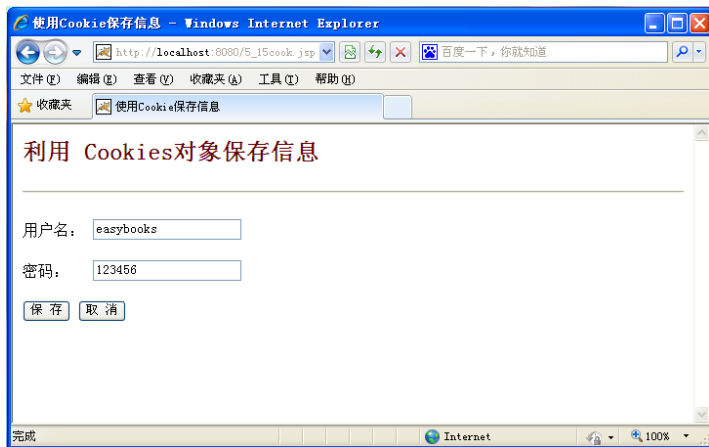 使用Cookie保存信息 - Windows Internet Explorer
http://localhost:8080/5_15cook.jsp 百度一下，你就知道
文件(F) 编辑(E) 查看(V) 收藏夹(A) 工具(T) 帮助(H)
收藏夹 使用Cookie保存信息
利用 Cookies对象保存信息
用户名： easybooks
密码： 123456
保 存 取 消
完成 Internet 100%